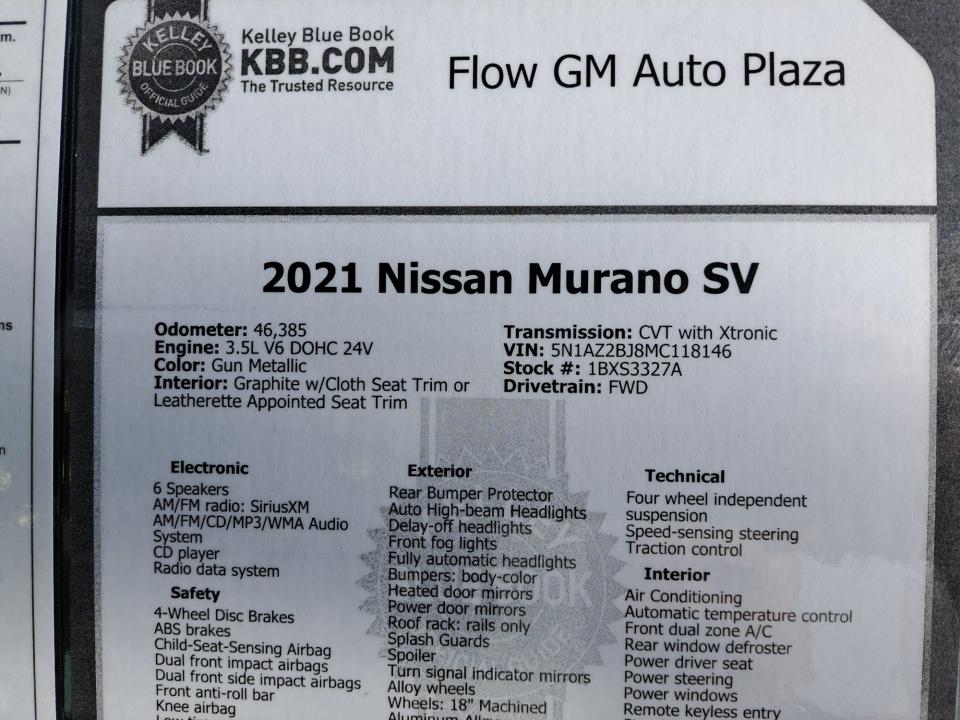 m.
N)
ns
n
KELLEY
BLUE BOOK
OFFICIAL GUIDE
Kelley Blue Book
KBB.COM
The Trusted Resource
Flow GM Auto Plaza
2021 Nissan Murano SV
Odometer: 46,385
Engine: 3.5L V6 DOHC 24V
Color: Gun Metallic
Interior: Graphite w/Cloth Seat Trim or
Leatherette Appointed Seat Trim
Transmission: CVT with Xtronic
VIN: 5N1AZ2BJ8MC118146
Stock #: 1BXS3327A
Drivetrain: FWD
Electronic
6 Speakers
AM/FM radio: SiriusXM
AM/FM/CD/MP3/WMA Audio
System
CD player
Radio data system
Safety
4-Wheel Disc Brakes
ABS brakes
Child-Seat-Sensing Airbag
Dual front impact airbags
Dual front side impact airbags
Front anti-roll bar
Knee airbag
Exterior
Rear Bumper Protector
Auto High-beam Headlights
Delay-off headlights
Front fog lights
Fully automatic headlights
Bumpers: body-color
Heated door mirrors
Power door mirrors
Roof rack: rails only
Splash Guards
Spoiler
Turn signal indicator mirrors
Alloy wheels
Wheels: 18" Machined
Aluminum Alloy
Technical
Four wheel independent
suspension
Speed-sensing steering
Traction control
Interior
Air Conditioning
Automatic temperature control
Front dual zone A/C
Rear window defroster
Power driver seat
Power steering
Power windows
Remote keyless entry